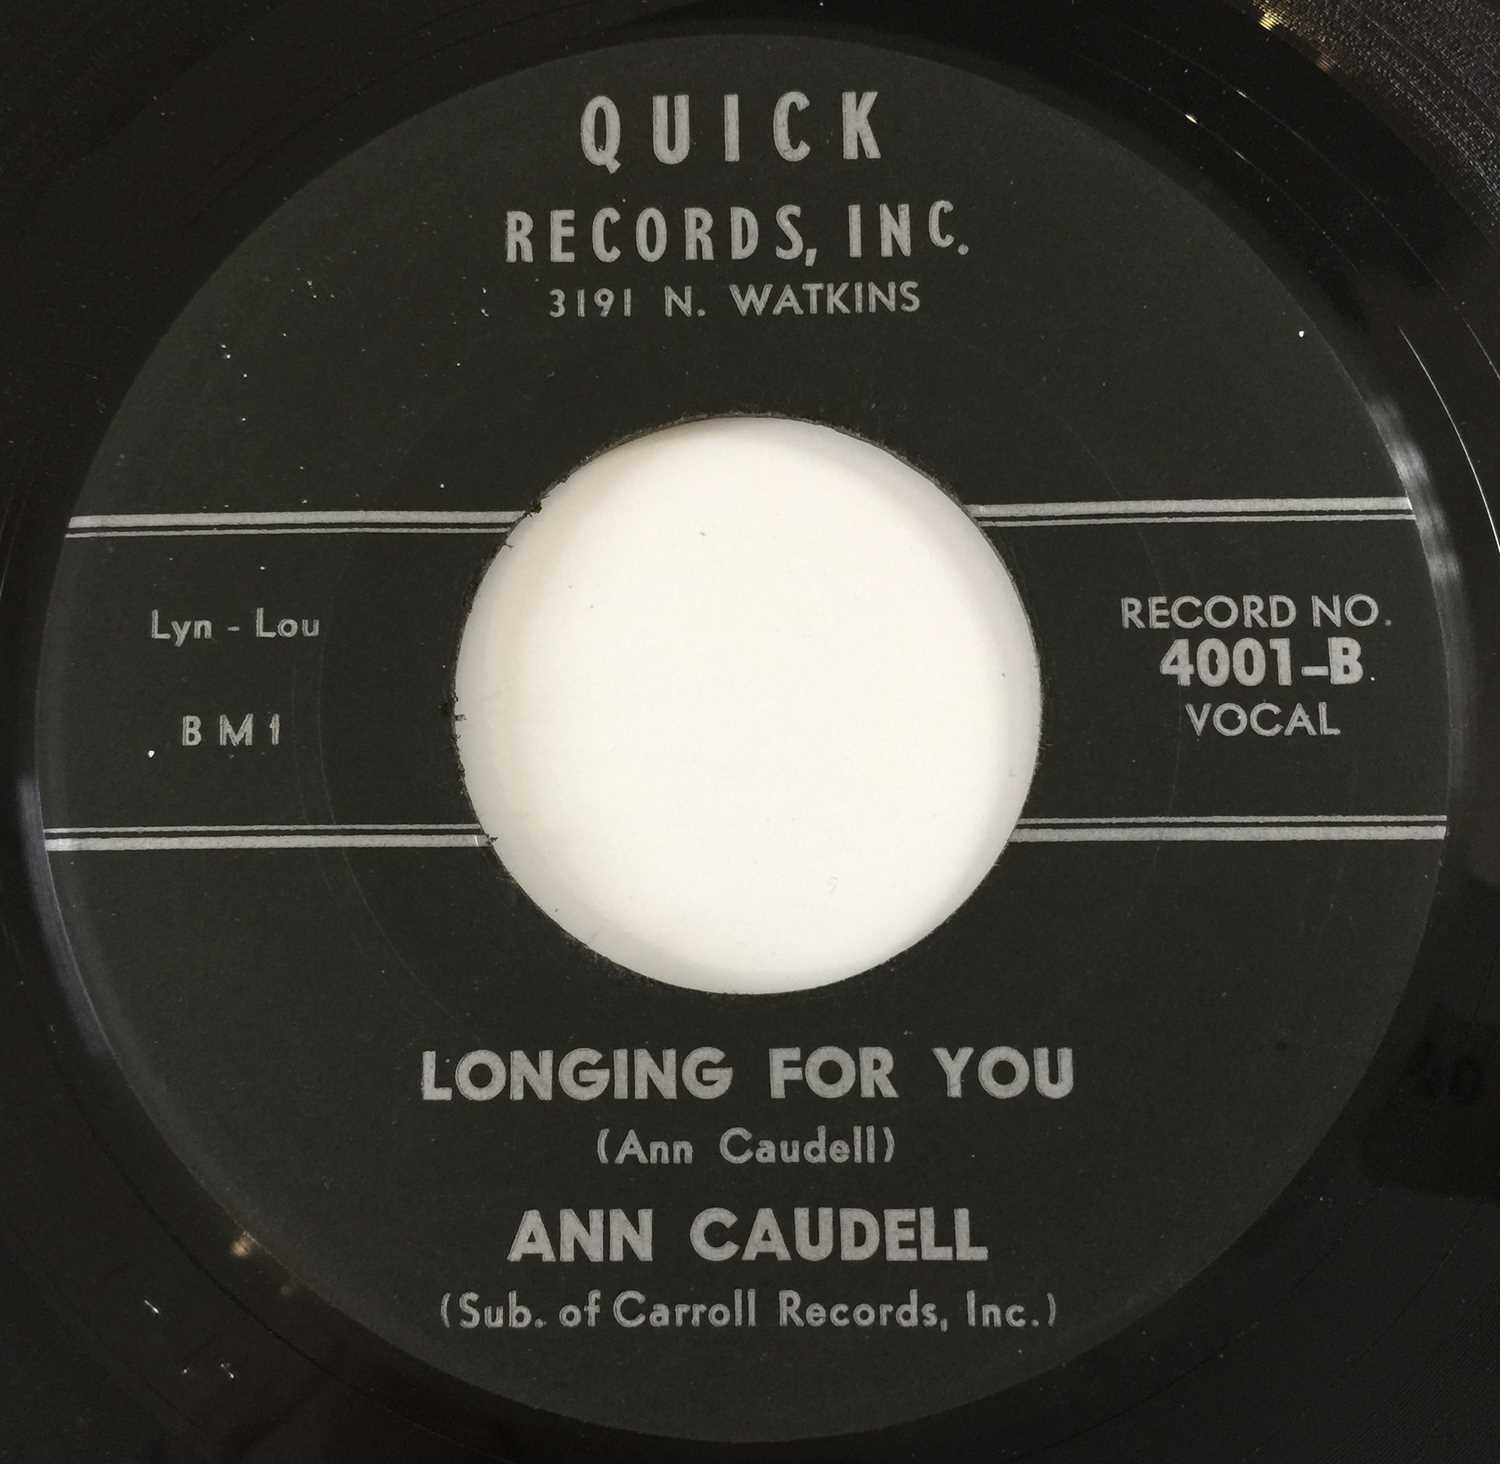 QUICK
RECORDS, INC.
3191 N. WATKINS
Lyn - Lou
BMI
RECORD NO.
4001-B
VOCAL
LONGING FOR YOU
(Ann Caudell)
ANN CAUDELL
(Sub. of Carroll Records, Inc.)